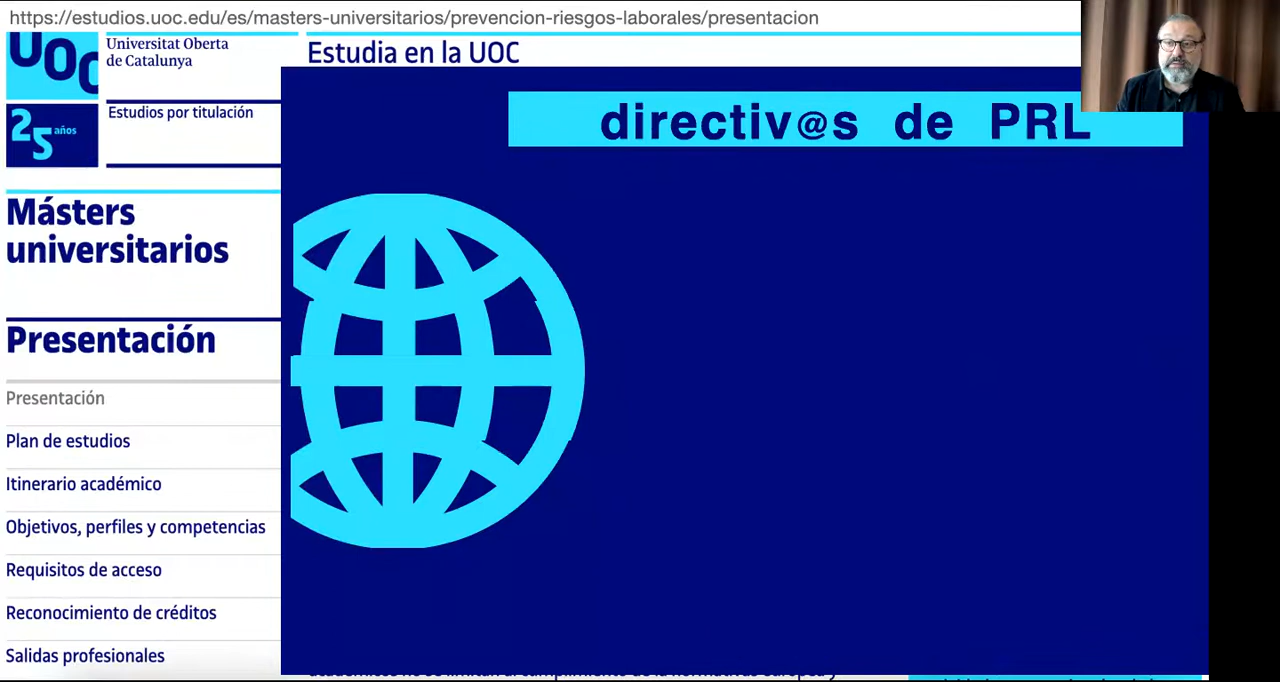 https://estudios.uoc.edu/es/masters-universitarios/prevencion-riesgos-laborales/presentacion
UOC
Universitat Oberta
de Catalunya
Estudia en la UOC
25 años
Estudios por titulación
directiv@s de PRL
Másters
universitarios
Presentación
Presentación
Plan de estudios
Itinerario académico
Objetivos, perfiles y competencias
Requisitos de acceso
Reconocimiento de créditos
Salidas profesionales